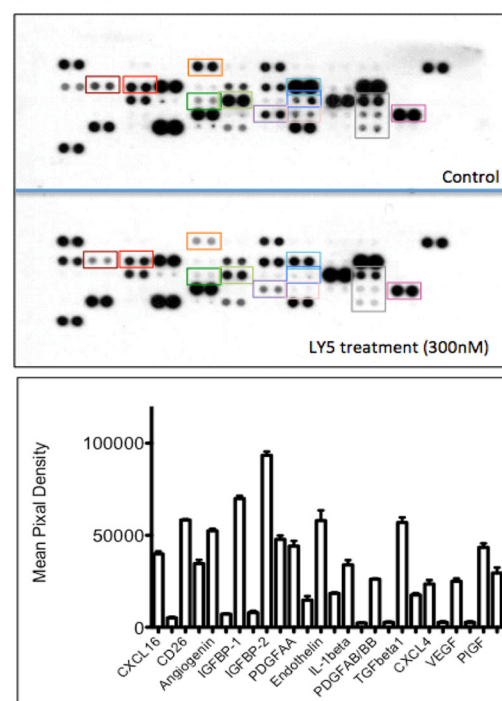 Control
LY5 treatment (300nM)
Mean Pixal Density
100000
50000
0
CXCL16
CD26
Angiogenin
IGFBP-1
IGFBP-2
PDGFAA
Endothelin
IL-1beta
PDGFAB/BB
TGFbeta1
CXCL4
VEGF
PlGF